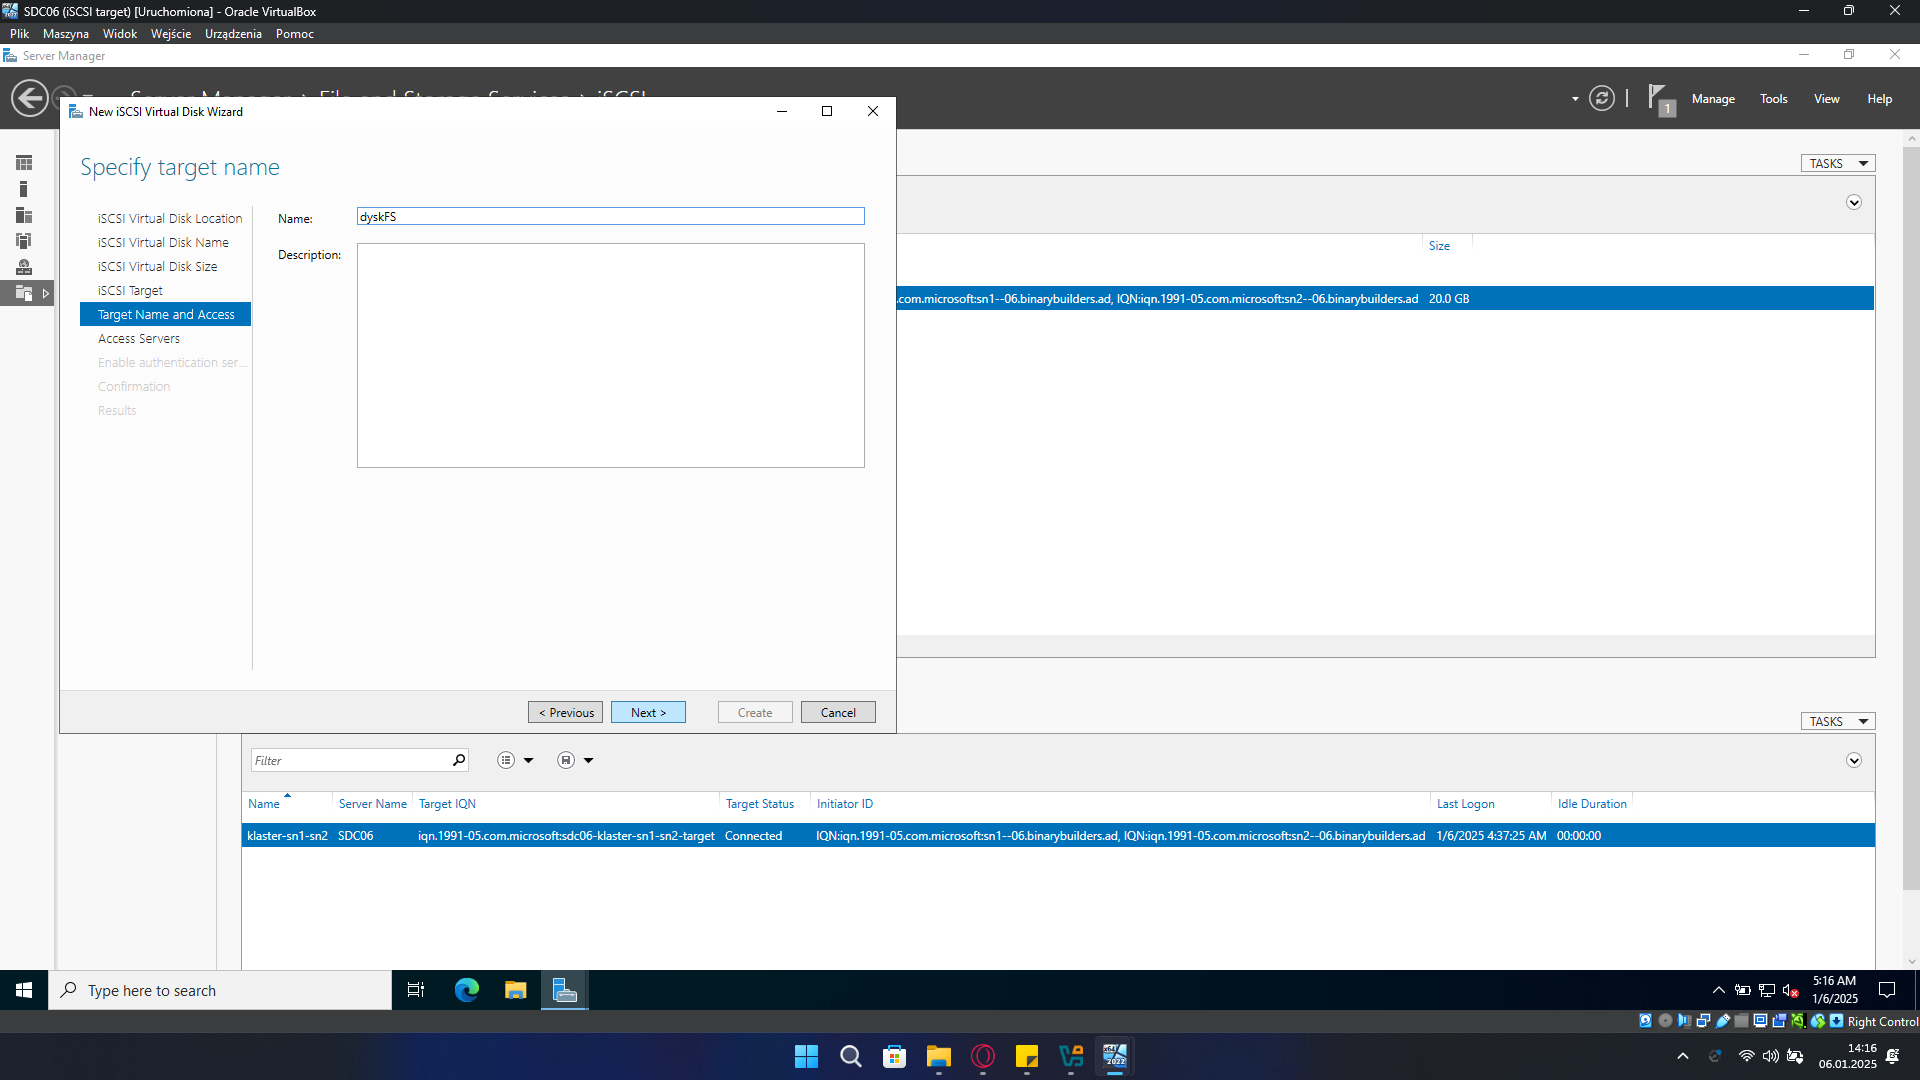 SDC06 (iSCSI target) [Uruchomiona] - Oracle VirtualBox
Plik Maszyna Widok Wejście Urządzenia Pomoc
Server Manager
Server Manager › File and Storage Services › iSCSI
1
Manage Tools View Help
New iSCSI Virtual Disk Wizard
Specify target name
TASKS
iSCSI Virtual Disk Location
iSCSI Virtual Disk Name
iSCSI Virtual Disk Size
iSCSI Target
Target Name and Access
Access Servers
Enable authentication ser...
Confirmation
Results
Name: dyskFS
Description:
Size
.com.microsoft:sn1--06.binarybuilders.ad, IQN:iqn.1991-05.com.microsoft:sn2--06.binarybuilders.ad 20.0 GB
< Previous Next > Create Cancel
TASKS
Filter
Name Server Name Target IQN Target Status Initiator ID Last Logon Idle Duration
klaster-sn1-sn2 SDC06 iqn.1991-05.com.microsoft:sdc06-klaster-sn1-sn2-target Connected IQN:iqn.1991-05.com.microsoft:sn1--06.binarybuilders.ad, IQN:iqn.1991-05.com.microsoft:sn2--06.binarybuilders.ad 1/6/2025 4:37:25 AM 00:00:00
Type here to search
5:16 AM
1/6/2025
Right Control
14:16
06.01.2025